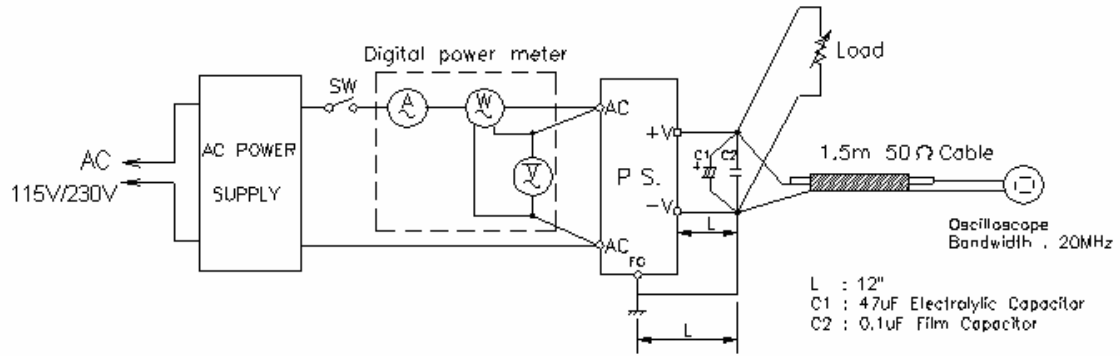 Digital power meter
SW
A
W
V
AC POWER
SUPPLY
AC
115V/230V
AC
AC
+V
-V
P S.
FG
C1
+
C2
L
Load
1.5m 50Ω Cable
Oscilloscope
Bandwidth . 20MHz
L : 12"
C1 : 47uF Electralylic Capacitor
C2 : 0.1uF Film Capacitor
L